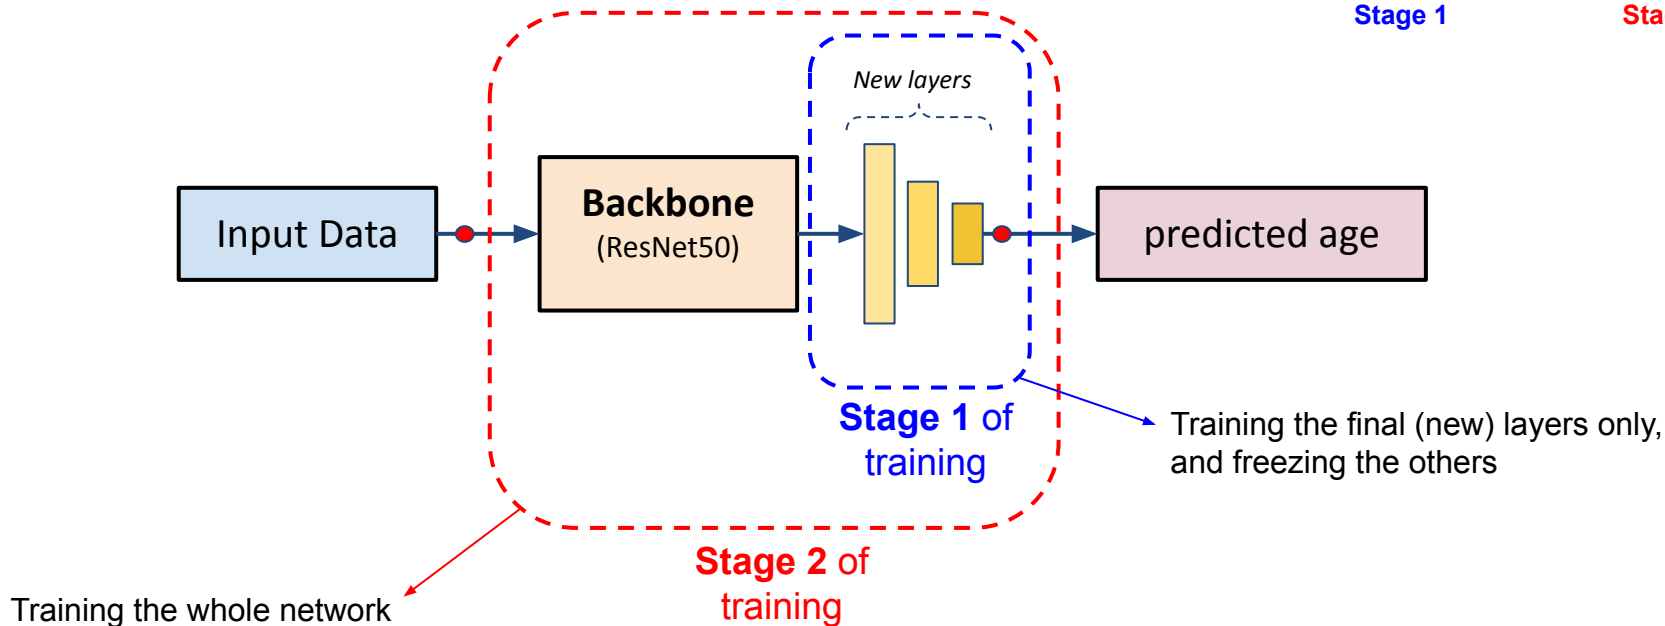 Stage 1
Sta
New layers
Backbone
(ResNet50)
Input Data
predicted age
Stage 1 of
training
Training the final (new) layers only,
and freezing the others
Stage 2 of
training
Training the whole network